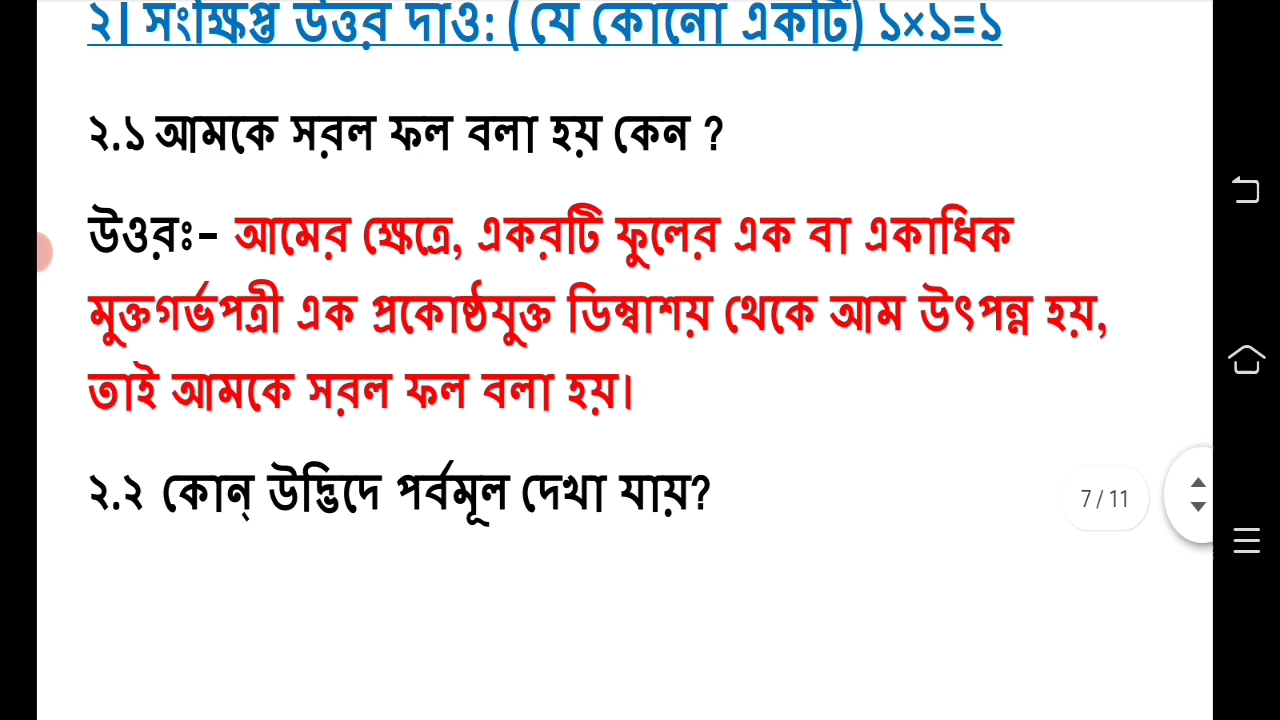 ২। সংক্ষিপ্ত উত্তর দাও: ( যে কোনো একটি) ১×১=১
২.১ আমকে সরল ফল বলা হয় কেন ?
উওরঃ- আমের ক্ষেত্রে, একরটি ফুলের এক বা একাধিক
মুক্তগর্ভপত্রী এক প্রকোষ্ঠযুক্ত ডিম্বাশয় থেকে আম উৎপন্ন হয়,
তাই আমকে সরল ফল বলা হয়।
২.২ কোন্ উদ্ভিদে পর্বমূল দেখা যায়?
7 / 11